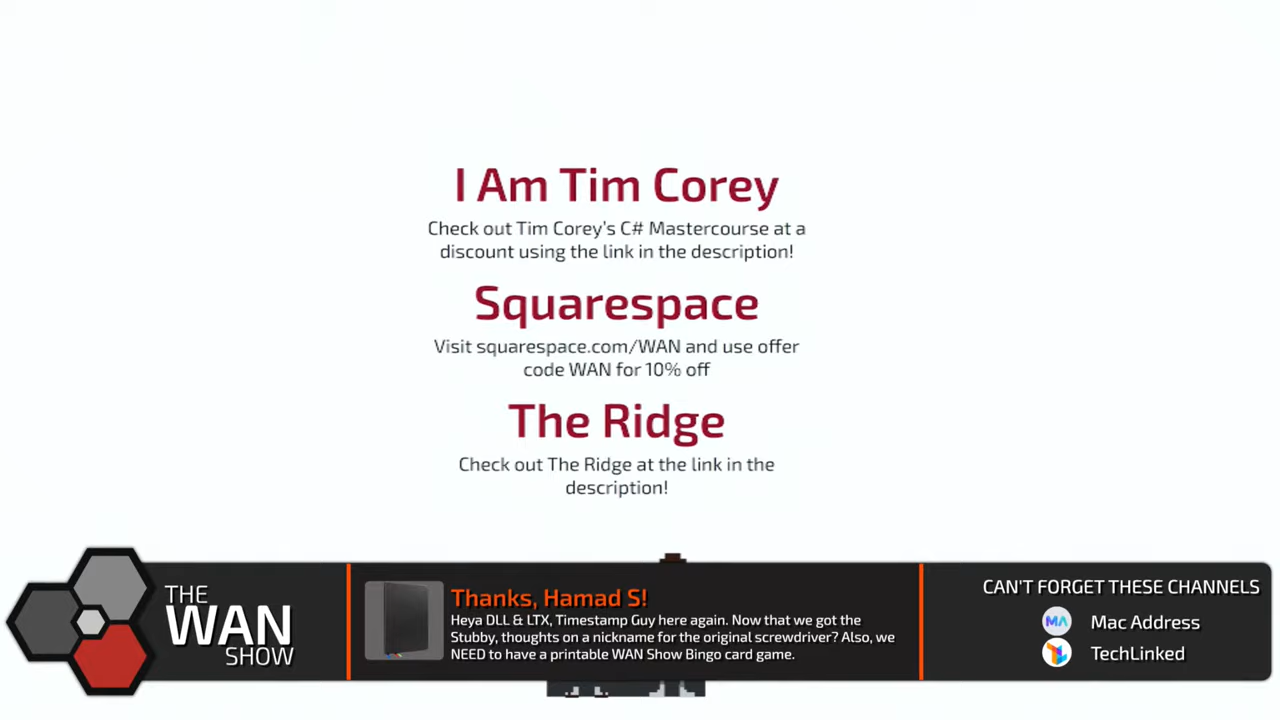 I Am Tim Corey
Check out Tim Corey's C# Mastercourse at a
discount using the link in the description!
Squarespace
Visit squarespace.com/WAN and use offer
code WAN for 10% off
The Ridge
Check out The Ridge at the link in the
description!
THE
WAN
SHOW
Thanks, Hamad S!
Heya DLL & LTX, Timestamp Guy here again. Now that we got the
Stubby, thoughts on a nickname for the original screwdriver? Also, we
NEED to have a printable WAN Show Bingo card game.
CAN'T FORGET THESE CHANNELS
MA
Mac Address
TechLinked